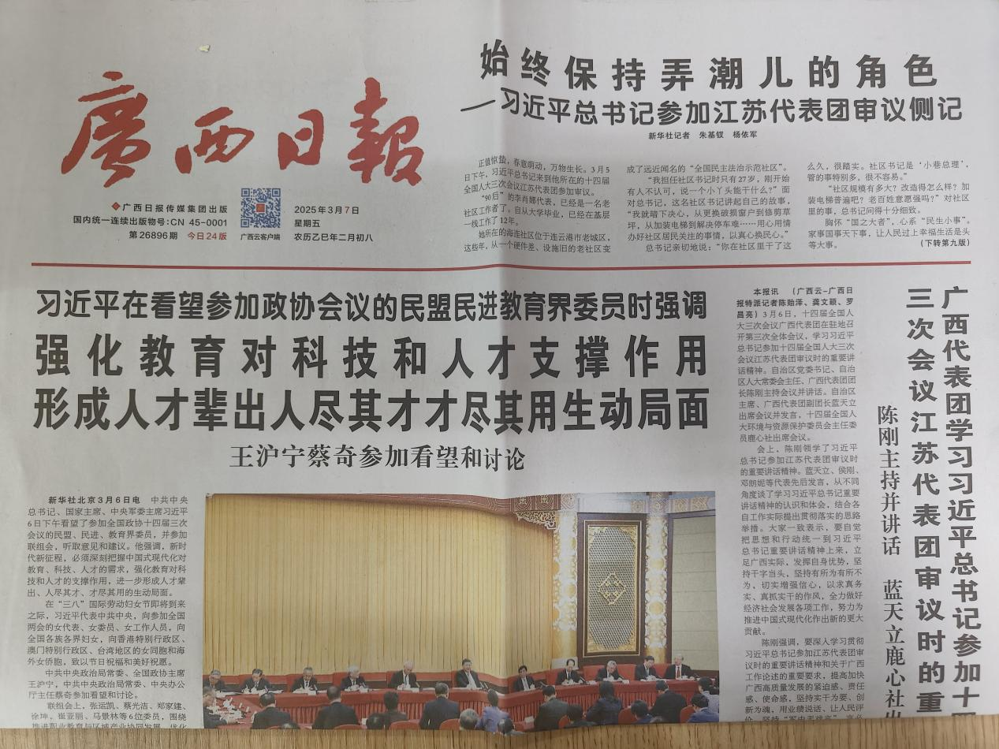 廣西日報
广西日报传媒集团出版
国内统一连续出版物号:CN 45-0001
第26896期 今日24版
广西云客户端
2025年3月7日
星期五
农历乙巳年二月初八
始终保持弄潮儿的角色
——习近平总书记参加江苏代表团审议侧记
新华社记者 朱基钗 杨依军
正值惊蛰，春意萌动，万物生长。3月5
日下午，习近平总书记来到他所在的十四届
全国人大三次会议江苏代表团参加审议。
“90后”的李肖娜代表，已经是一名老
社区工作者了。自从大学毕业，已经在基层
一线工作了12年。
她所在的海连社区位于连云港市老城区，
这些年，从一个硬件差、设施旧的老社区变
成了远近闻名的“全国民主法治示范社区”。
“我担任社区书记时只有27岁，刚开始
有人不认可，说一个小丫头能干什么？”面
对总书记，这名社区书记讲起自己的故事，
“我就暗下决心，从更换破损窗户到修剪草
坪，从加装电梯到解决停车难……用心用情
办好社区居民关注的事情，以真心换民心。”
总书记亲切地说：“你在社区里干了这
么久，很踏实。社区书记是‘小巷总理’，
管的事特别多，很不容易。”
“社区规模有多大？改造得怎么样？加
装电梯普遍吧？老百姓意愿强吗？”对社区
里的事，总书记问得十分细致。
胸怀“国之大者”，心系“民生小事”。
家事国事天下事，让人民过上幸福生活是头
等大事。
（下转第九版）
习近平在看望参加政协会议的民盟民进教育界委员时强调
强化教育对科技和人才支撑作用
形成人才辈出人尽其才才尽其用生动局面
王沪宁蔡奇参加看望和讨论
新华社北京3月6日电 中共中央
总书记、国家主席、中央军委主席习近平
6日下午看望了参加全国政协十四届三次
会议的民盟、民进、教育界委员，并参加
联组会，听取意见和建议。他强调，新时
代新征程，必须深刻把握中国式现代化对
教育、科技、人才的需求，强化教育对科
技和人才的支撑作用，进一步形成人才辈
出、人尽其才、才尽其用的生动局面。
在“三八”国际劳动妇女节即将到来
之际，习近平代表中共中央，向参加全国
两会的女代表、女委员、女工作人员，向
全国各族各界妇女，向香港特别行政区、
澳门特别行政区、台湾地区的女同胞和海
外女侨胞，致以节日祝福和美好祝愿。
中共中央政治局常委、全国政协主席
王沪宁，中共中央政治局常委、中央办公
厅主任蔡奇参加看望和讨论。
联组会上，张运凯、蔡光洁、郑家建、
徐坤、崔亚丽、马景林等6位委员，围绕
推进职业教育与区域产业协同发展、优化
广西代表团学习习近平总书记参加十四
三次会议江苏代表团审议时的重
陈刚主持并讲话 蓝天立鹿心社出
本报讯 （广西云-广西日
报特派记者陈贻泽、龚文颖、罗
昌亮）3月6日，十四届全国人
大三次会议广西代表团在驻地召
开第三次全体会议，学习习近平
总书记参加十四届全国人大三次
会议江苏代表团审议时的重要讲
话精神。自治区党委书记、自治
区人大常委会主任、广西代表团团
长陈刚主持会议并讲话。自治区
主席、广西代表团副团长蓝天立
出席会议并发言，十四届全国人
大环境与资源保护委员会主任委
员鹿心社出席会议。
会上，陈刚领学了习近平
总书记参加江苏代表团审议时
的重要讲话精神。蓝天立、侯刚、
邓朗妮等代表先后发言，从不同
角度谈了学习习近平总书记重要
讲话精神的认识和体会，结合各
自工作实际提出贯彻落实的思路
举措。大家一致表示，要自觉
把思想和行动统一到习近平
总书记重要讲话精神上来，立
足广西实际，发挥自身优势，坚
持干字当头，坚持有所为有所不
为，切实增强信心，以求真务
实、真抓实干的作风，全力做好
经济社会发展各项工作，努力为
推进中国式现代化作出新的更大
贡献。
陈刚强调，要深入学习贯彻
习近平总书记参加江苏代表团审
议时的重要讲话精神和关于广西
工作论述的重要要求，提高加快
广西高质量发展的紧迫感、责任
感、使命感，坚持实干为要、创
新为魂，用业绩说话、让人民评